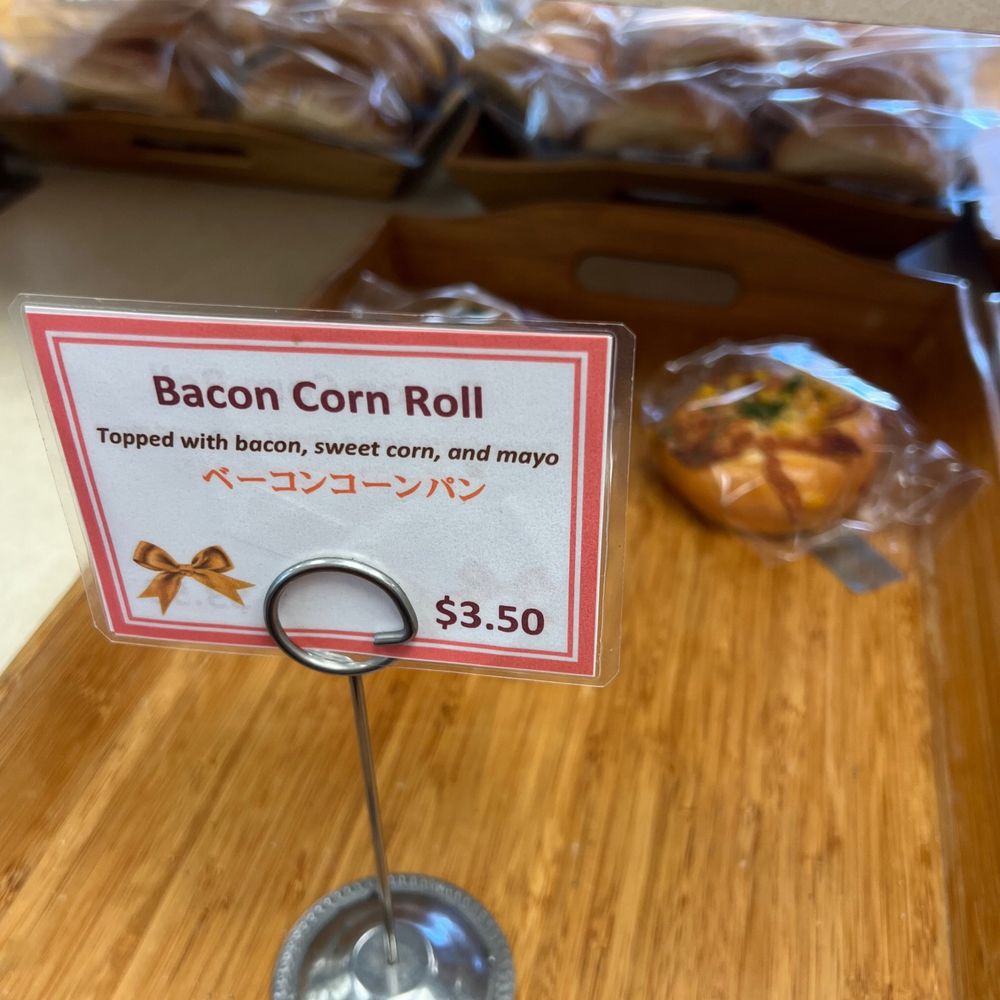 Bacon Corn Roll
Topped with bacon, sweet corn, and mayo
ベーコンコーンパン
$3.50